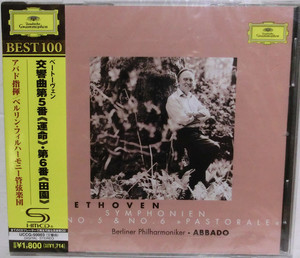 Deutsche
Grammophon
BEST 100
ベートーヴェン
交響曲第5番《運命》・第6番《田園》
アバド指揮 ベルリン・フィルハーモニー管弦楽団
SHM-CD
¥1,800
ETHOVEN
SYMPHONIEN
NO. 5 & NO. 6 »PASTORALE«
Berliner Philharmoniker • ABBADO